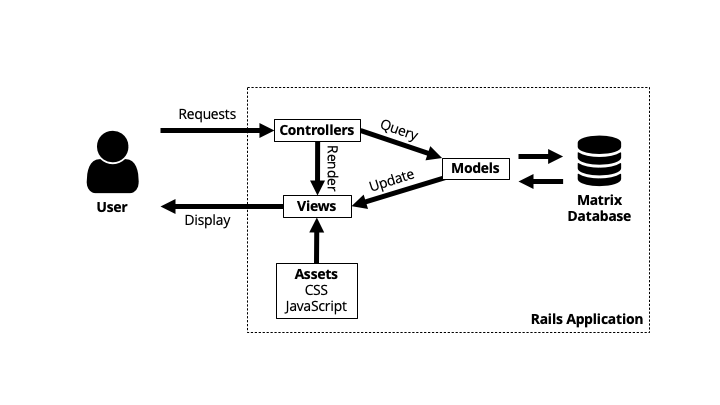 Requests
Controllers
Query
Render
Update
Models
Matrix
Database
User
Display
Views
Assets
CSS
JavaScript
Rails Application